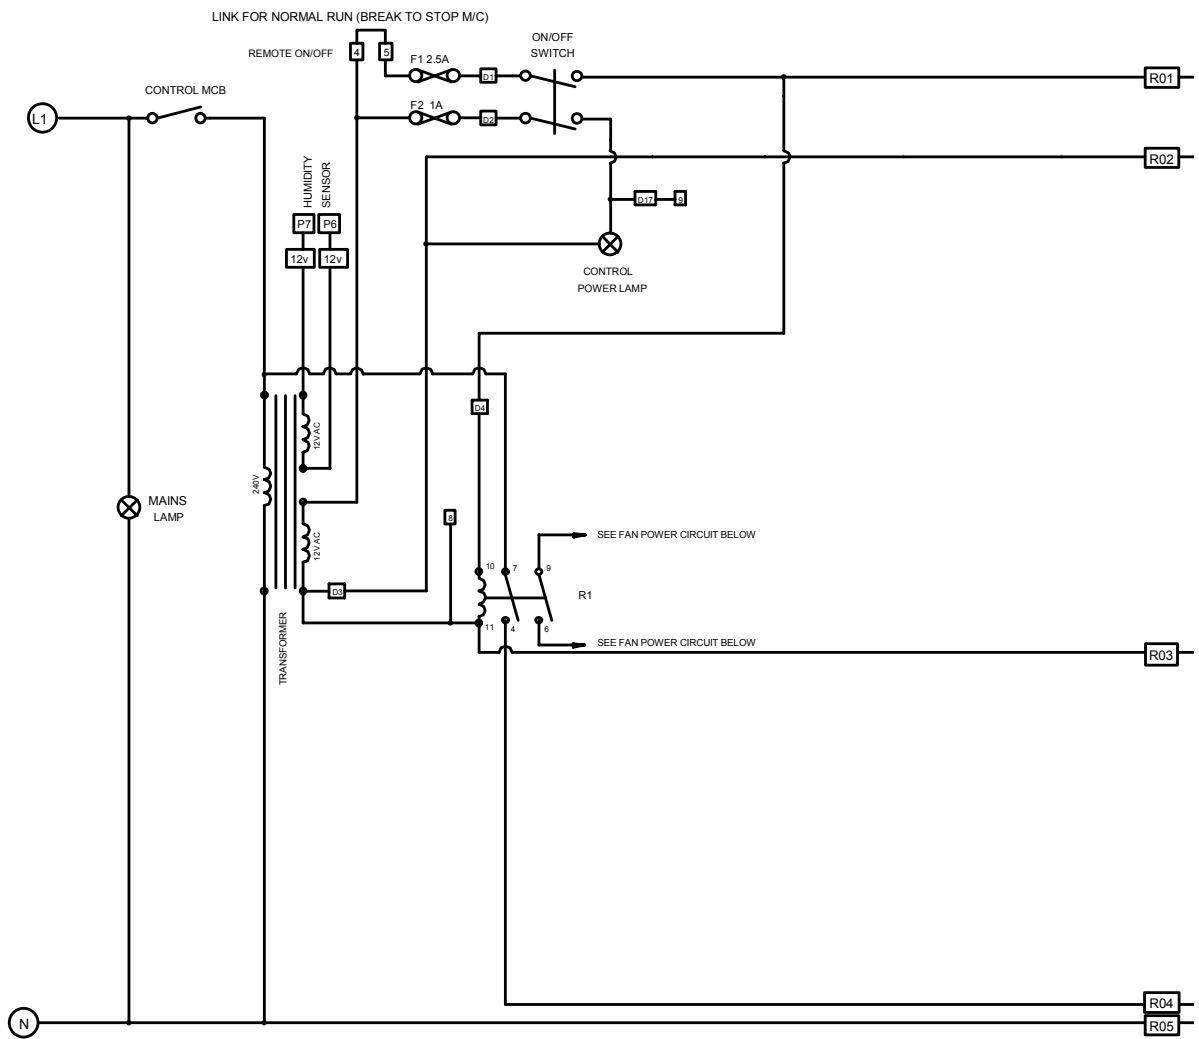 LINK FOR NORMAL RUN (BREAK TO STOP M/C)
REMOTE ON/OFF
4
5
F1 2.5A
D1
ON/OFF
SWITCH
R01
CONTROL MCB
L1
F2 1A
D2
R02
HUMIDITY
SENSOR
P7
P6
12v
12v
D17
9
CONTROL
POWER LAMP
D4
12V AC
240V
MAINS
LAMP
8
SEE FAN POWER CIRCUIT BELOW
12V AC
10
7
9
D3
R1
11
4
6
SEE FAN POWER CIRCUIT BELOW
TRANSFORMER
R03
R04
N
R05